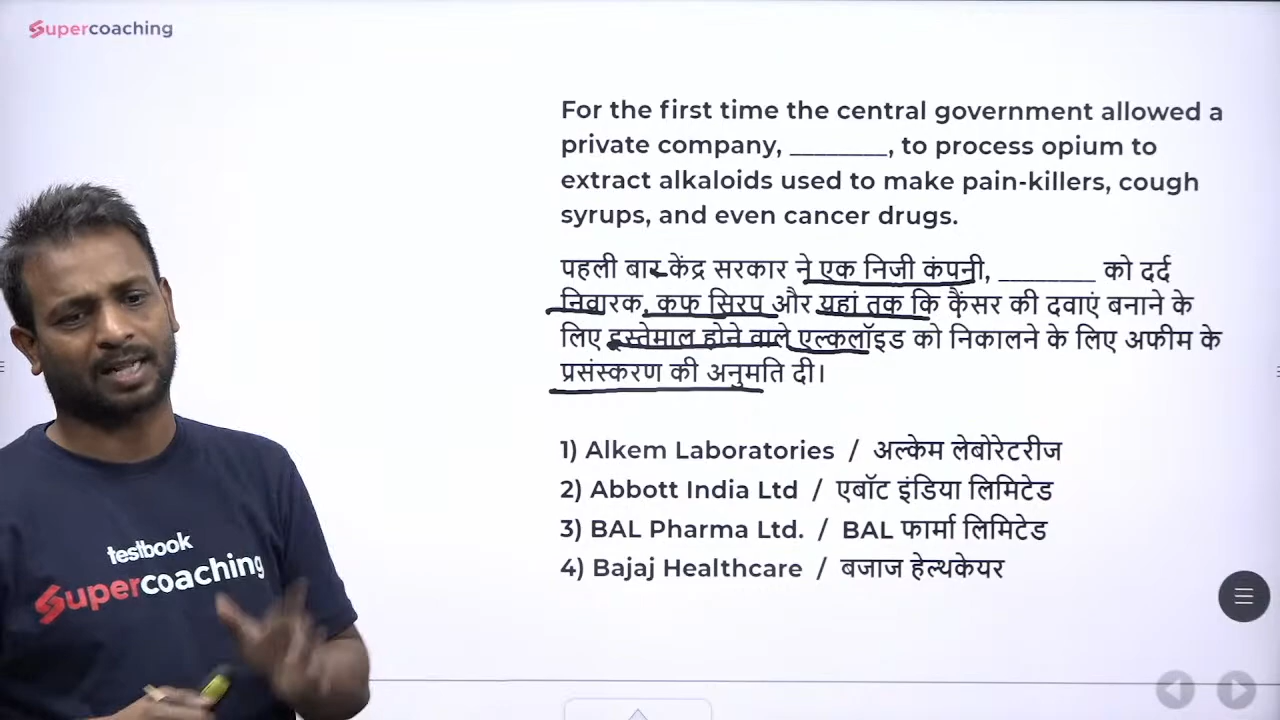 Supercoaching
For the first time the central government allowed a
private company, ________, to process opium to
extract alkaloids used to make pain-killers, cough
syrups, and even cancer drugs.
पहली बार केंद्र सरकार ने एक निजी कंपनी, ________ को दर्द
निवारक, कफ सिरप और यहां तक कि कैंसर की दवाएं बनाने के
लिए इस्तेमाल होने वाले एल्कलॉइड को निकालने के लिए अफीम के
प्रसंस्करण की अनुमति दी।
1) Alkem Laboratories / अल्केम लेबोरेटरीज
2) Abbott India Ltd / एबॉट इंडिया लिमिटेड
3) BAL Pharma Ltd. / BAL फार्मा लिमिटेड
4) Bajaj Healthcare / बजाज हेल्थकेयर
testbook
Supercoaching